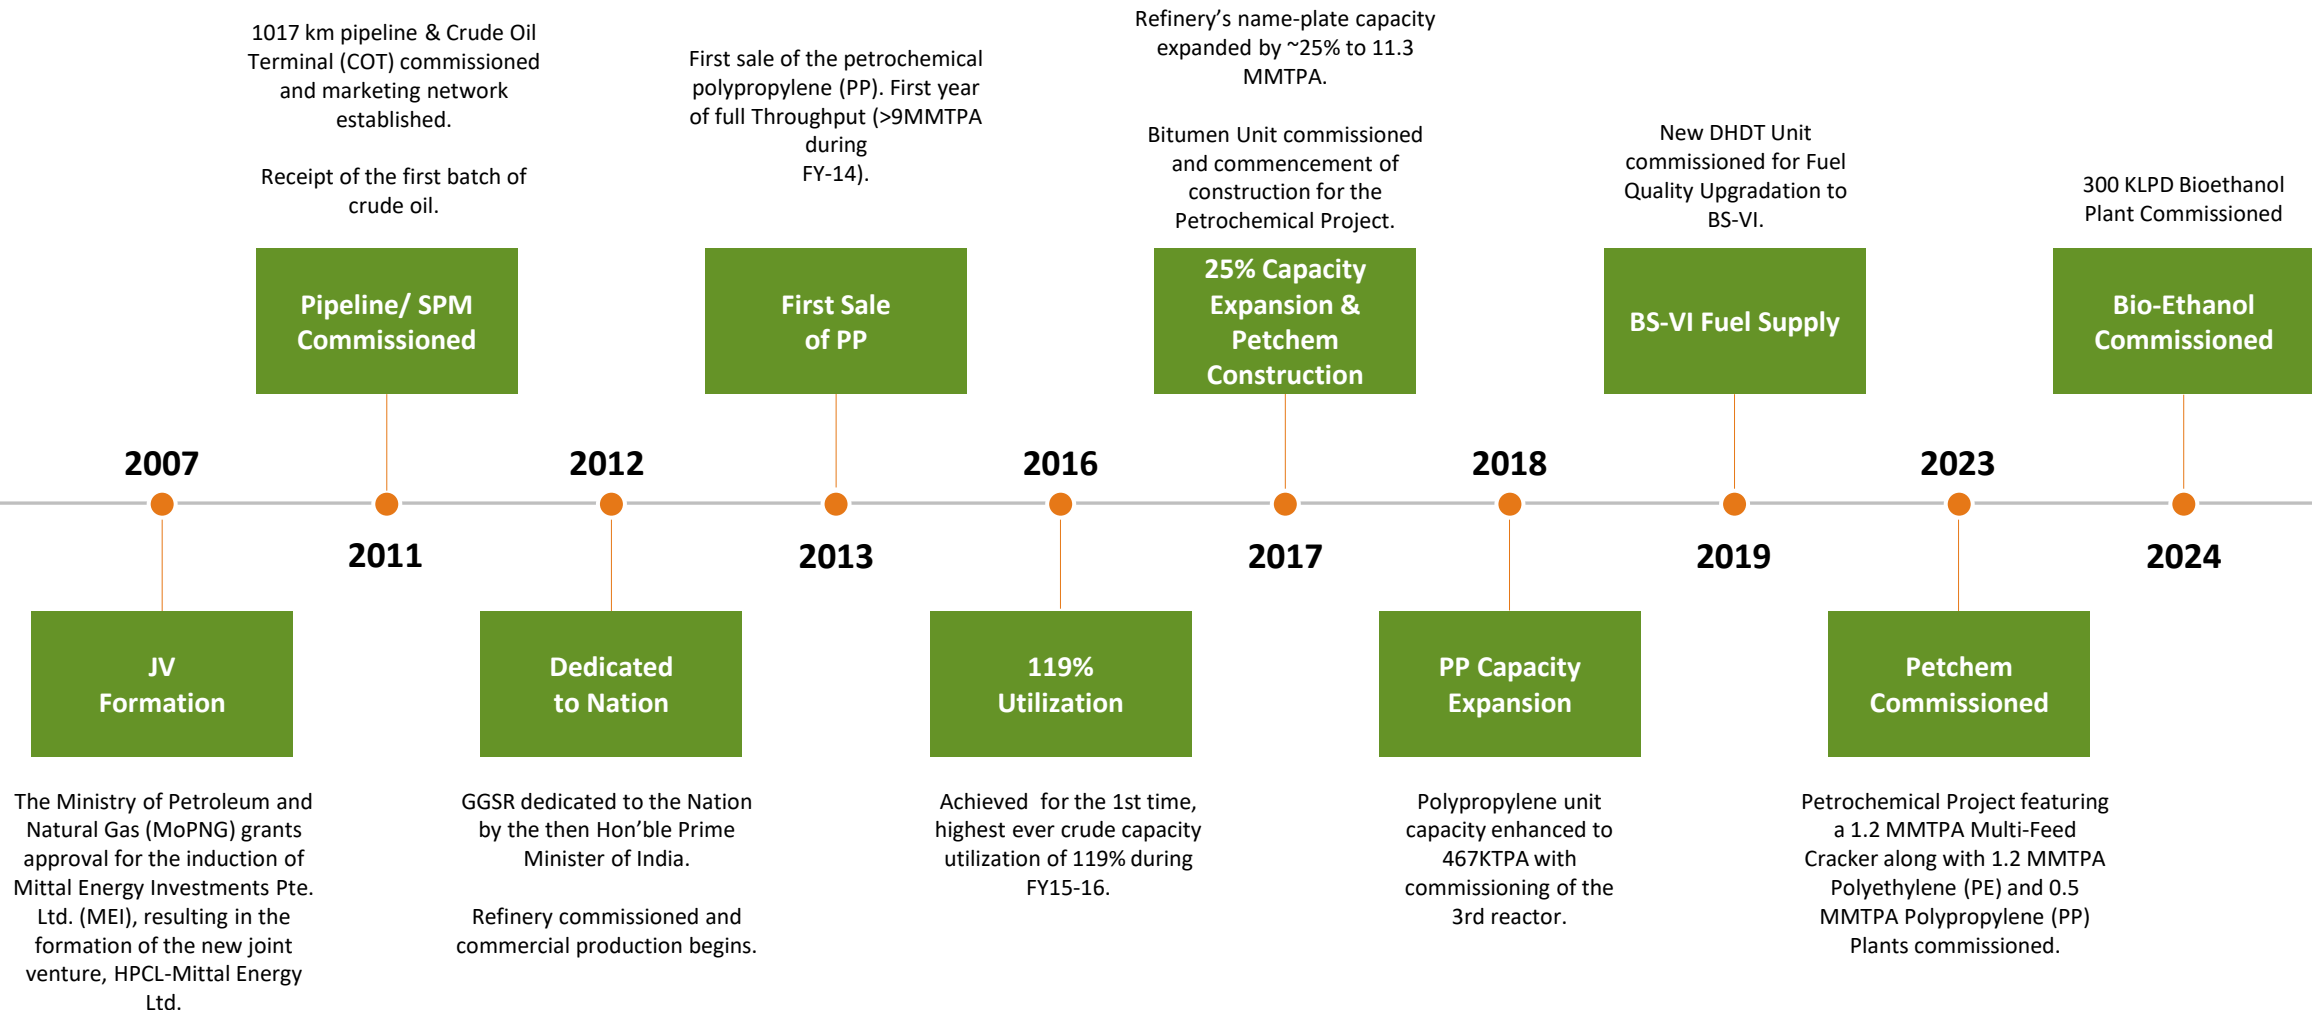 1017 km pipeline & Crude Oil
Terminal (COT) commissioned
and marketing network
established.
Receipt of the first batch of
crude oil.
First sale of the petrochemical
polypropylene (PP). First year
of full Throughput (>9MMTPA
during
FY-14).
Refinery’s name-plate capacity
expanded by ~25% to 11.3
MMTPA.
Bitumen Unit commissioned
and commencement of
construction for the
Petrochemical Project.
New DHDT Unit
commissioned for Fuel
Quality Upgradation to
BS-VI.
300 KLPD Bioethanol
Plant Commissioned
Pipeline/ SPM
Commissioned
First Sale
of PP
25% Capacity
Expansion &
Petchem
Construction
BS-VI Fuel Supply
Bio-Ethanol
Commissioned
2007
2012
2016
2018
2023
2011
2013
2017
2019
2024
JV
Formation
Dedicated
to Nation
119%
Utilization
PP Capacity
Expansion
Petchem
Commissioned
The Ministry of Petroleum and
Natural Gas (MoPNG) grants
approval for the induction of
Mittal Energy Investments Pte.
Ltd. (MEI), resulting in the
formation of the new joint
venture, HPCL-Mittal Energy
Ltd.
GGSR dedicated to the Nation
by the then Hon’ble Prime
Minister of India.
Refinery commissioned and
commercial production begins.
Achieved for the 1st time,
highest ever crude capacity
utilization of 119% during
FY15-16.
Polypropylene unit
capacity enhanced to
467KTPA with
commissioning of the
3rd reactor.
Petrochemical Project featuring
a 1.2 MMTPA Multi-Feed
Cracker along with 1.2 MMTPA
Polyethylene (PE) and 0.5
MMTPA Polypropylene (PP)
Plants commissioned.